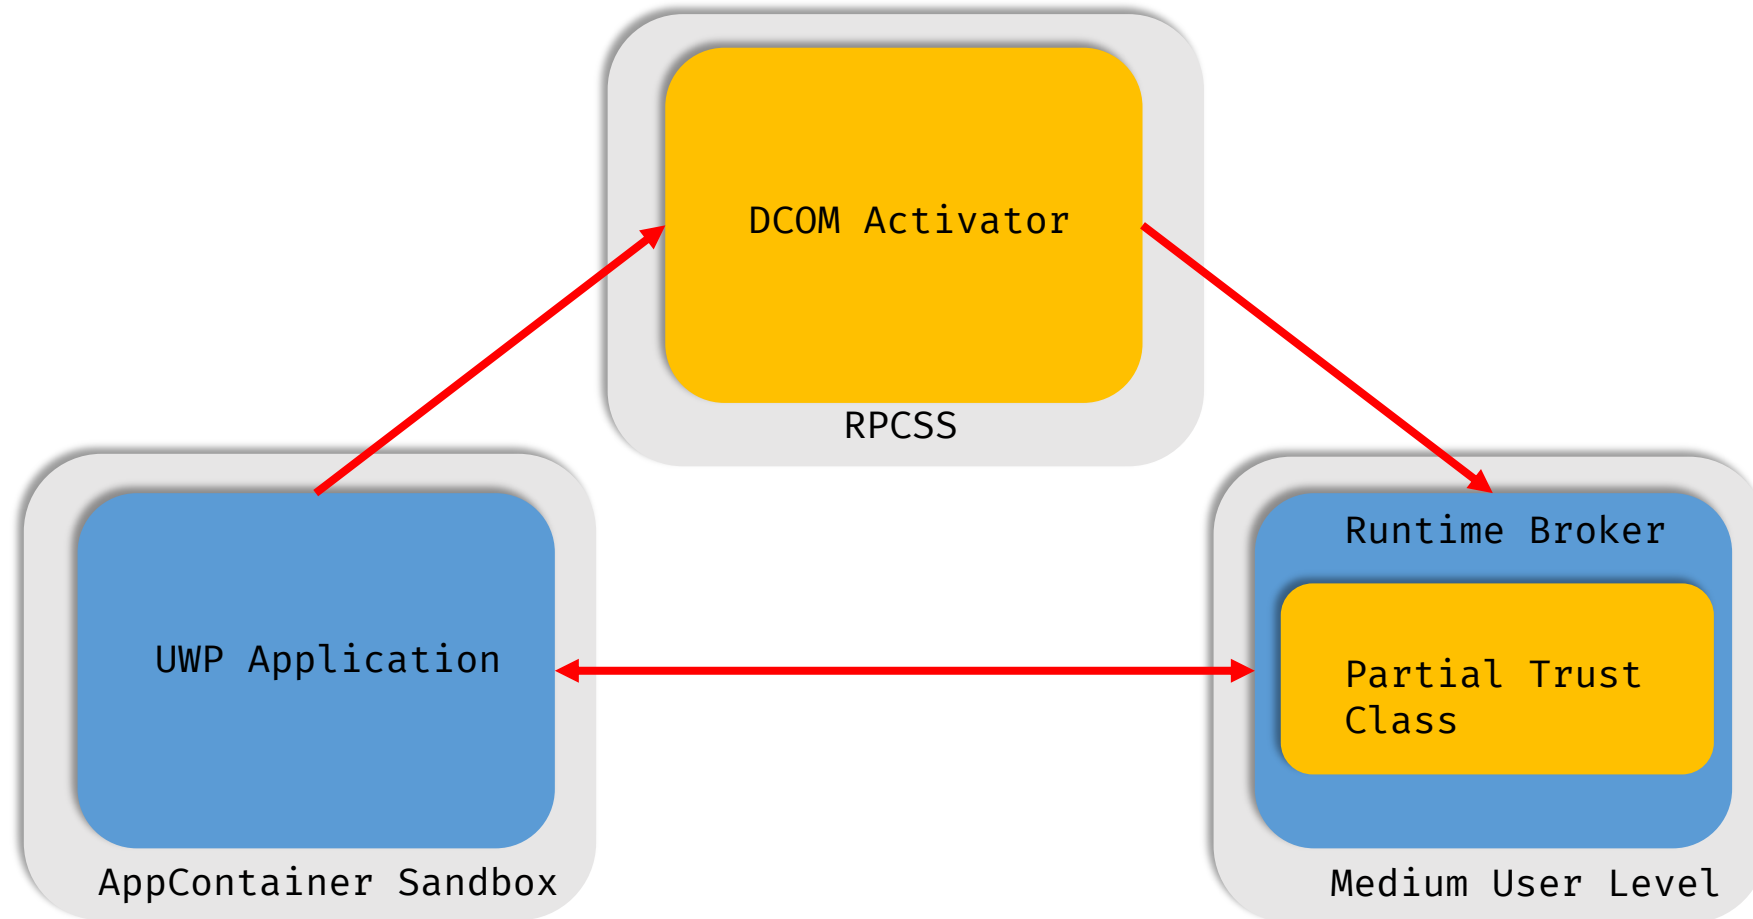 DCOM Activator
RPCSS
UWP Application
AppContainer Sandbox
Runtime Broker
Partial Trust
Class
Medium User Level